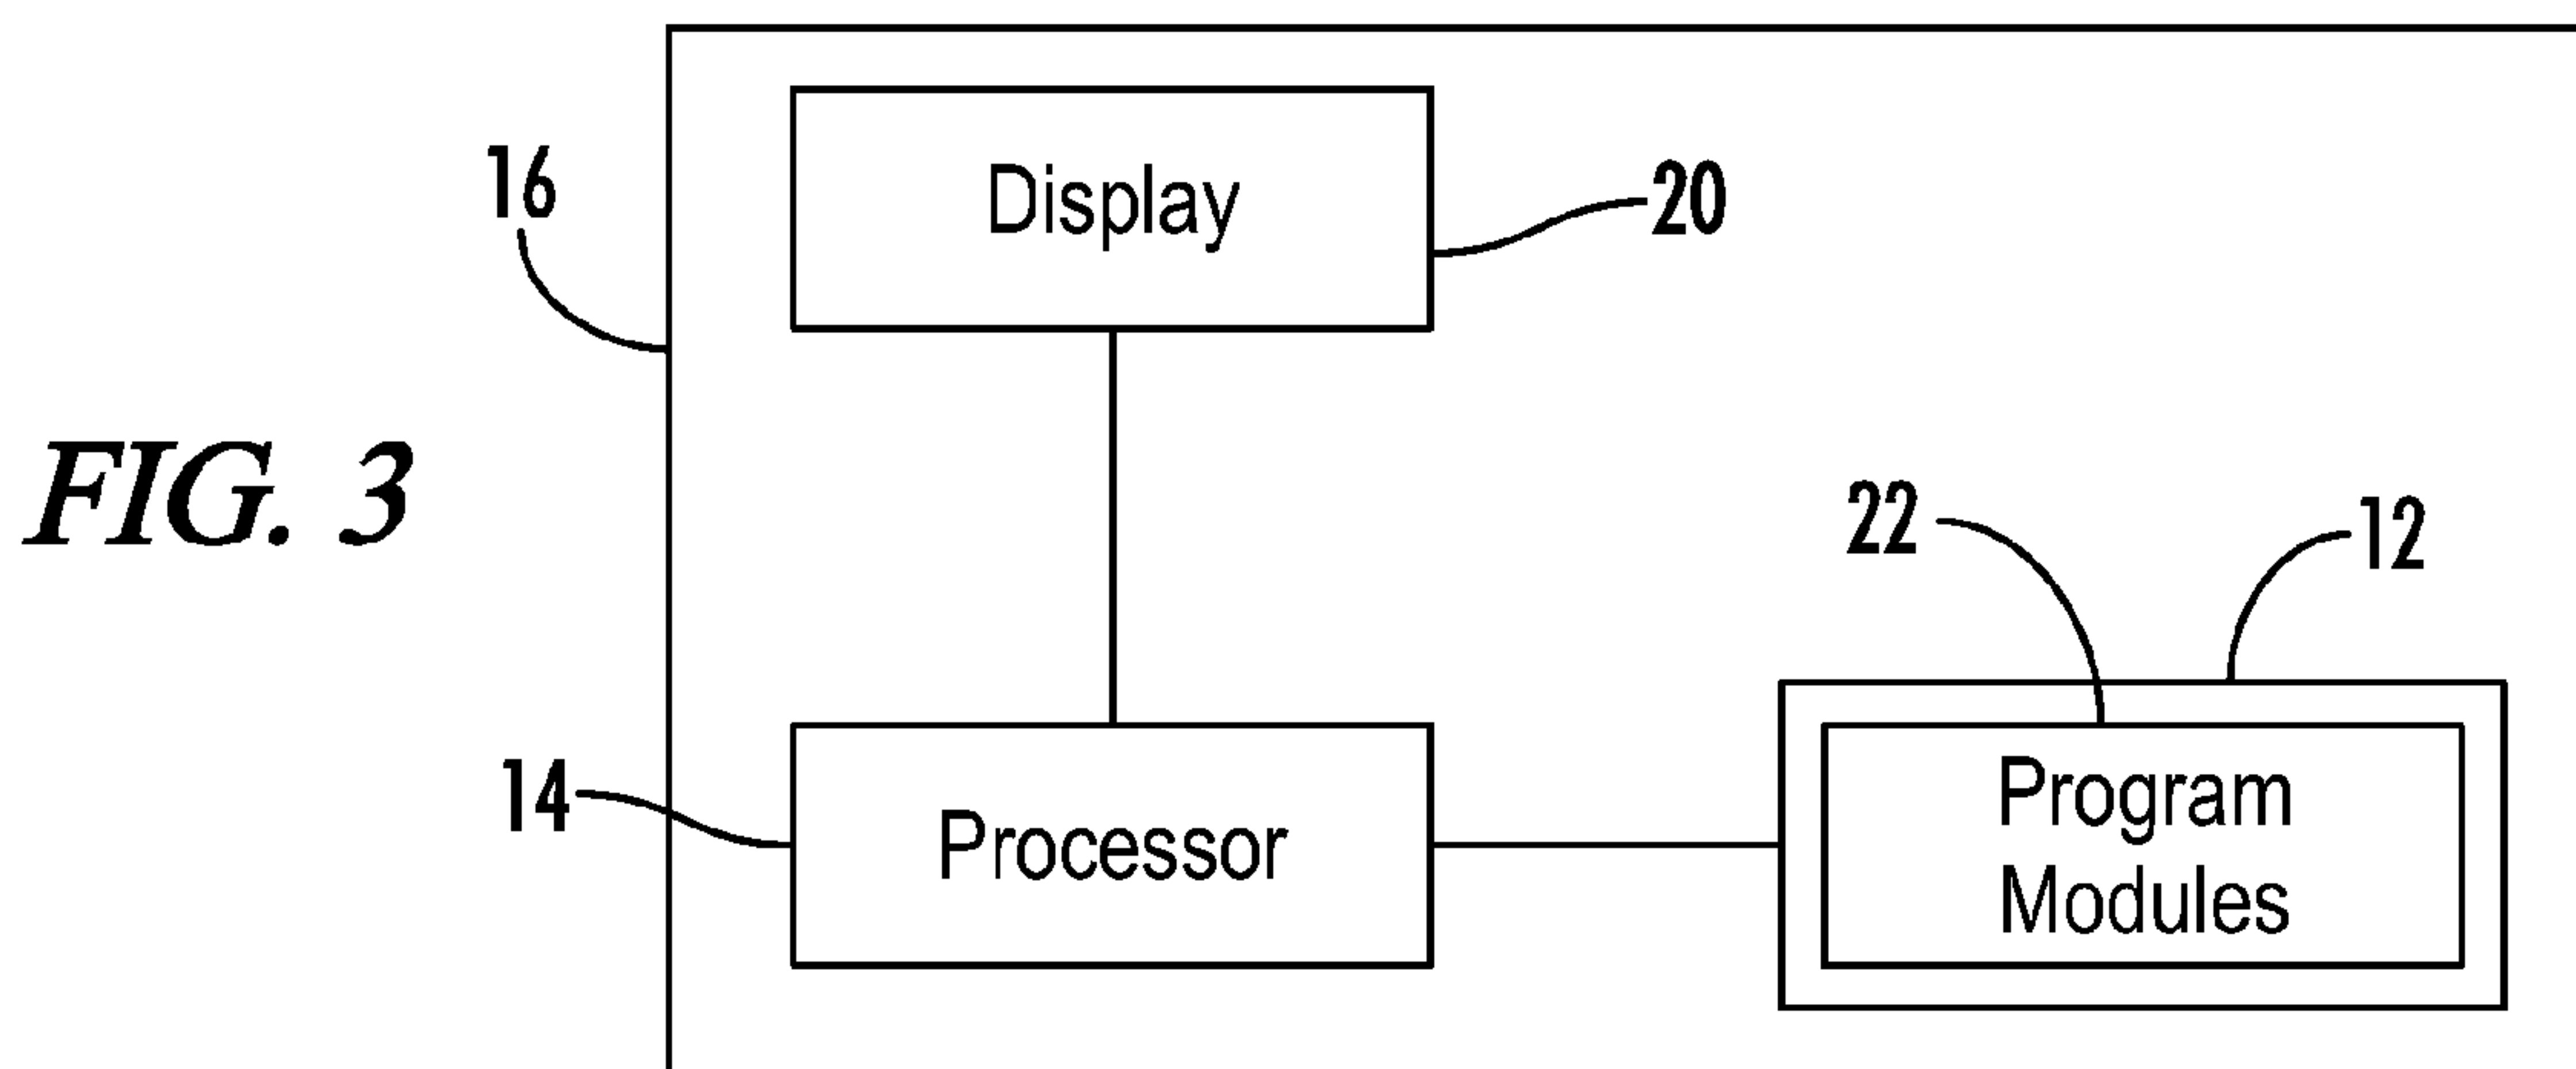 16
Display
20
FIG. 3
22
12
14
Processor
Program
Modules